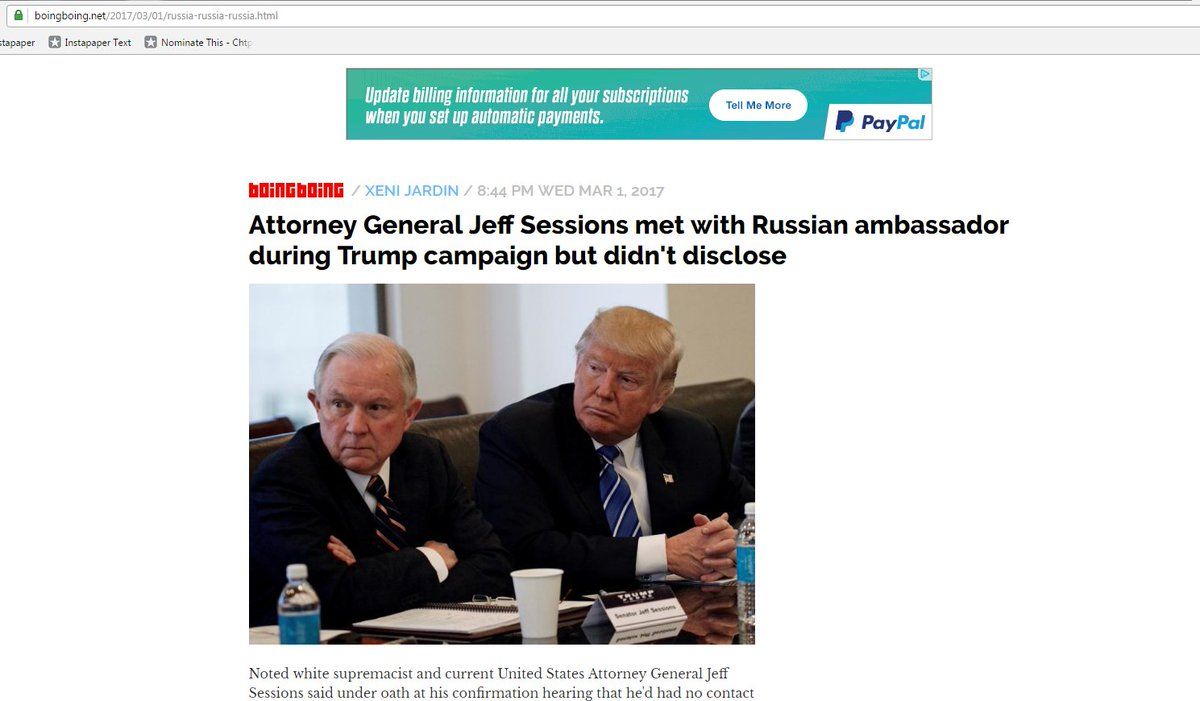 boingboing.net/2017/03/01/russia-russia-russia.html
stapaper Instapaper Text Nominate This - Chtp
Update billing information for all your subscriptions
when you set up automatic payments.
Tell Me More
PayPal
boingboing / XENI JARDIN / 8:44 PM WED MAR 1, 2017
Attorney General Jeff Sessions met with Russian ambassador
during Trump campaign but didn't disclose
TRUMP
Senator Jeff Sessions
Noted white supremacist and current United States Attorney General Jeff
Sessions said under oath at his confirmation hearing that he'd had no contact